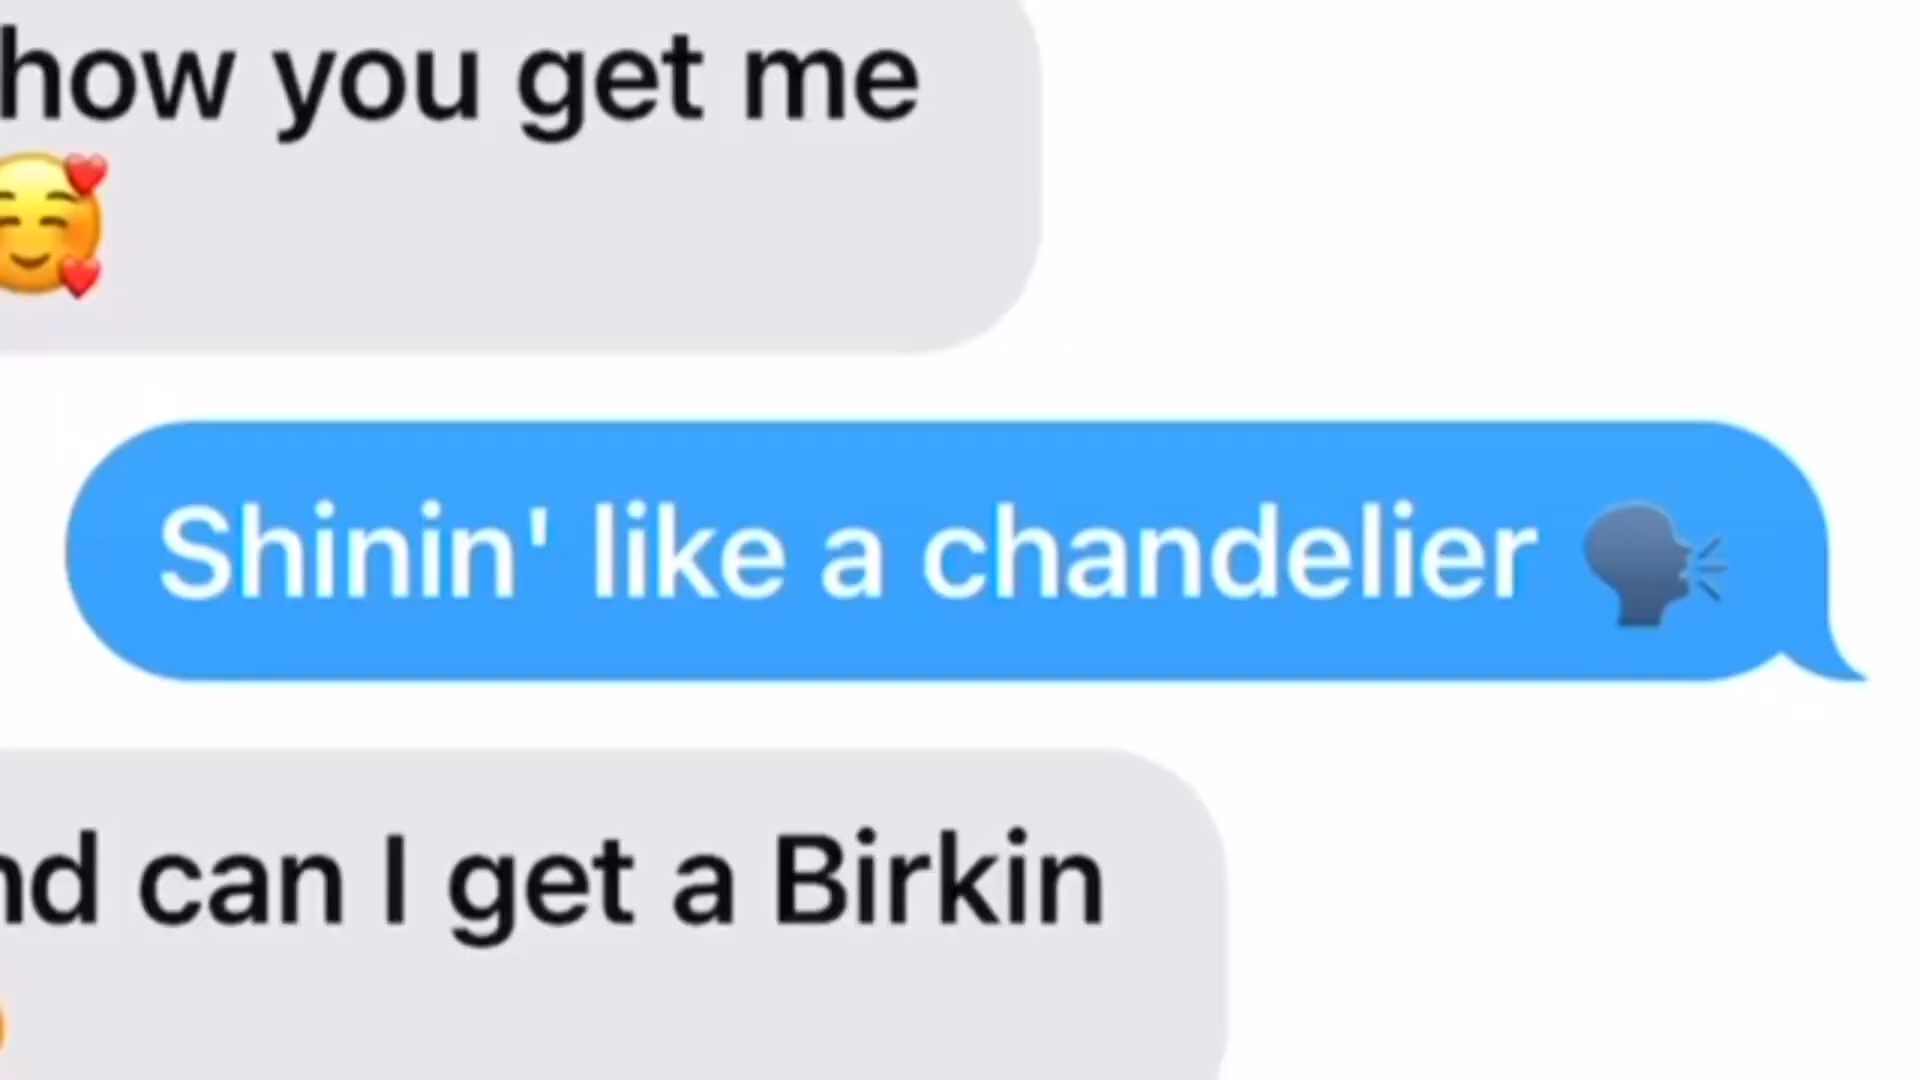 how you get me
🥰
Shinin' like a chandelier 🗣
can I get a Birkin